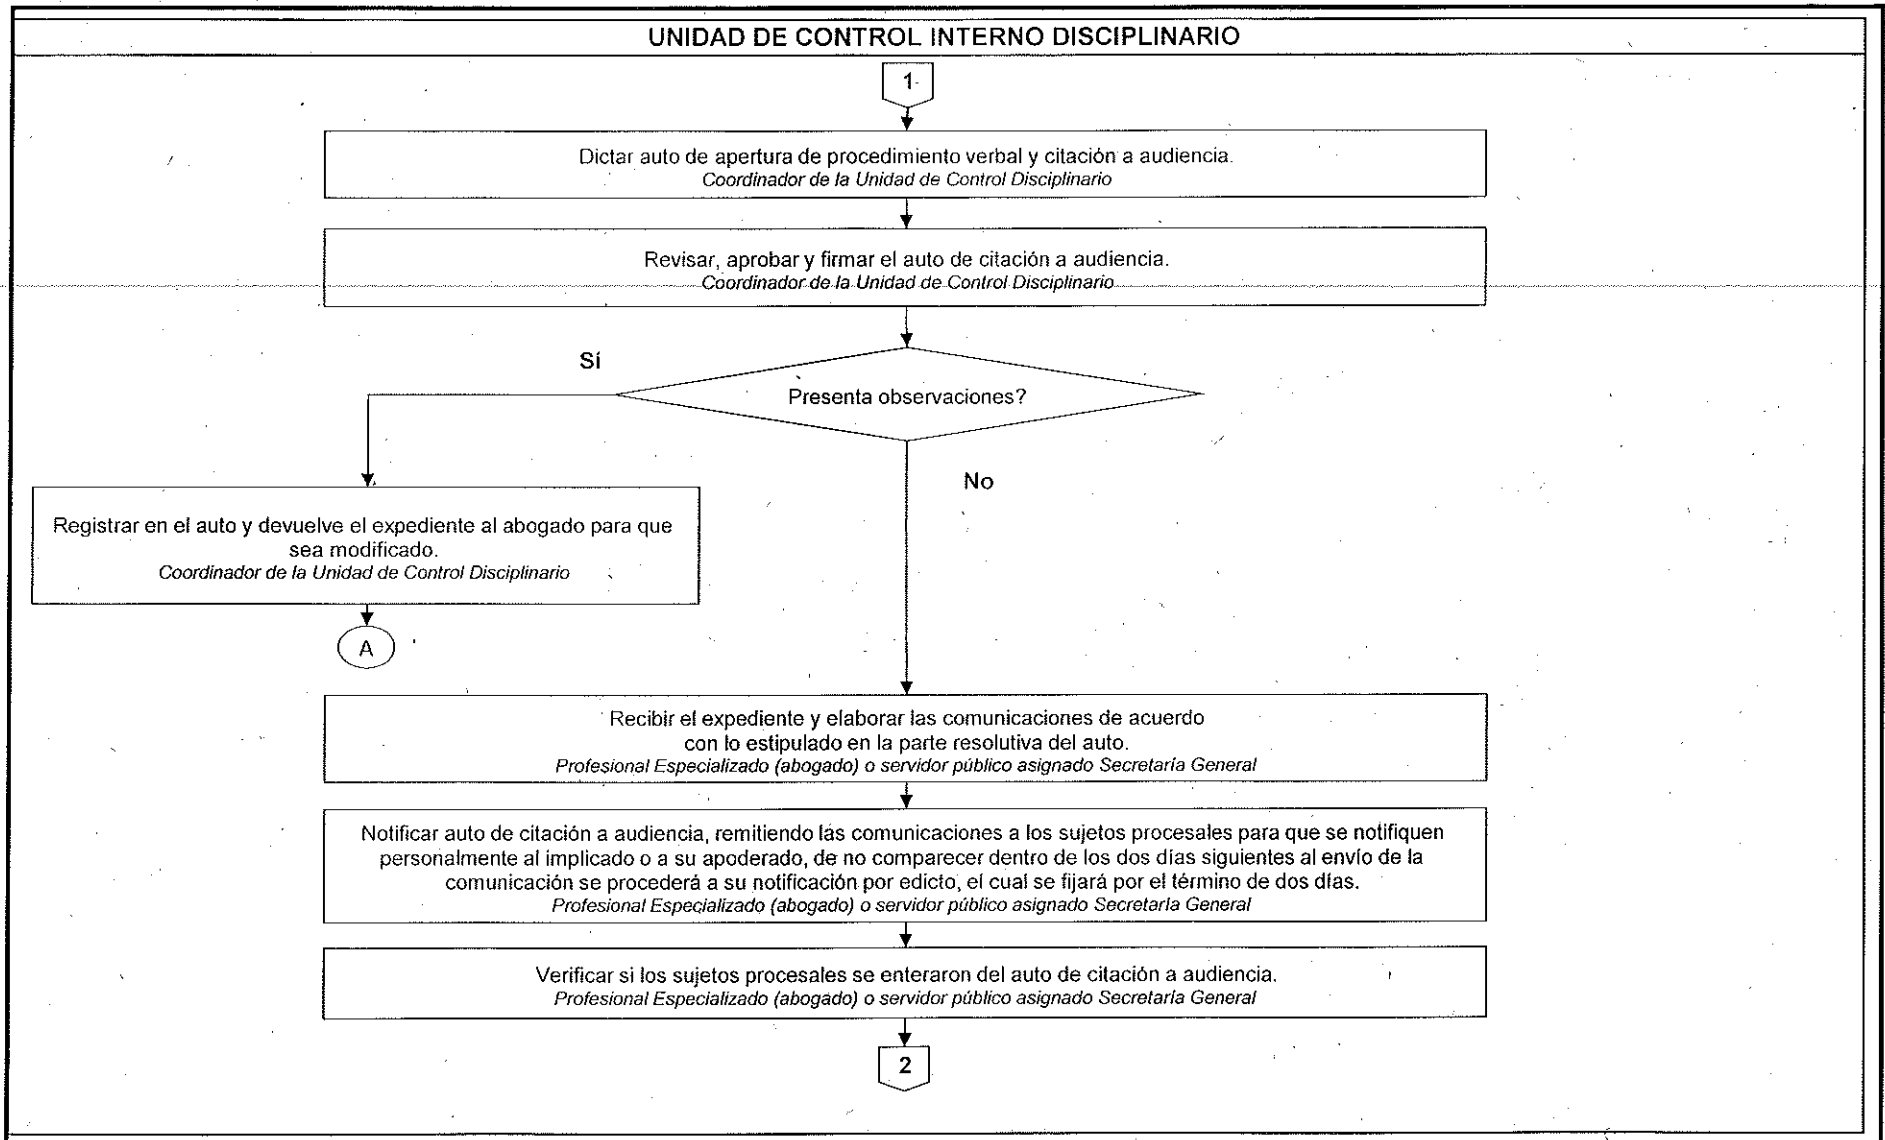 UNIDAD DE CONTROL INTERNO DISCIPLINARIO
1
Dictar auto de apertura de procedimiento verbal y citación a audiencia.
Coordinador de la Unidad de Control Disciplinario
Revisar, aprobar y firmar el auto de citación a audiencia.
Coordinador de la Unidad de Control Disciplinario
Sí
Presenta observaciones?
No
Registrar en el auto y devuelve el expediente al abogado para que
sea modificado.
Coordinador de la Unidad de Control Disciplinario
A
Recibir el expediente y elaborar las comunicaciones de acuerdo
con lo estipulado en la parte resolutiva del auto.
Profesional Especializado (abogado) o servidor público asignado Secretaría General
Notificar auto de citación a audiencia, remitiendo las comunicaciones a los sujetos procesales para que se notifiquen
personalmente al implicado o a su apoderado, de no comparecer dentro de los dos días siguientes al envío de la
comunicación se procederá a su notificación por edicto, el cual se fijará por el término de dos días.
Profesional Especializado (abogado) o servidor público asignado Secretaría General
Verificar si los sujetos procesales se enteraron del auto de citación a audiencia.
Profesional Especializado (abogado) o servidor público asignado Secretaría General
2